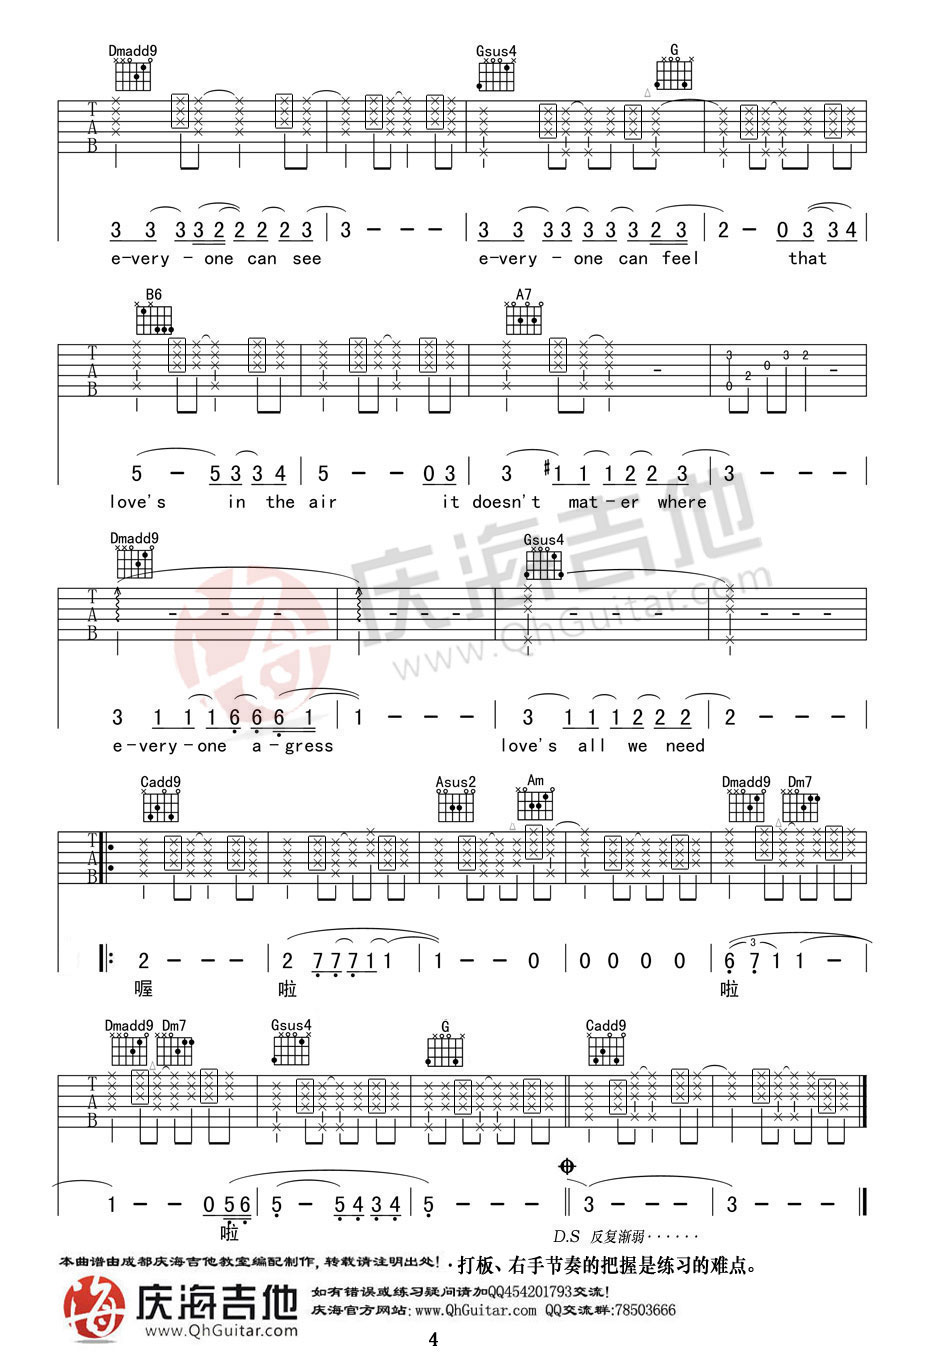 Dmadd9 Gsus4 G
T
A
B
3 3 3 3 2 2 2 2 3 3 - - - 3 3 3 3 3 3 3 2 3 2 - 0 3 3 4
e-very - one can see e-very - one can feel that
B6 A7
T
A
B
3 2 0 3 2
0
5 - 5 3 3 4 5 - - 0 3 3 #1 1 1 2 2 3 3 - - -
love's in the air it doesn't mat-er where
Dmadd9 Gsus4
T
A
B
3 1 1 1 6 6 6 1 1 - - - 3 1 1 1 2 2 2 2 - - -
e-very-one a-gress love's all we need
庆海吉他
www.QhGuitar.com
Cadd9 Asus2 Am Dmadd9 Dm7
T
A
B
2 - - - 2 7 7 7 1 1 1 - - 0 0 0 0 0 6 7 1 1 -
3
喔 啦 啦
Dmadd9 Dm7 Gsus4 G Cadd9
T
A
B
1 - - 0 5 6 5 - 5 4 3 4 5 - - - 3 - - - 3 - - -
啦
D.S 反复渐弱······
本曲谱由成都庆海吉他教室编配制作, 转载请注明出处! ·打板、右手节奏的把握是练习的难点。
庆海吉他
www.QhGuitar.com
如有错误或练习疑问请加QQ454201793交流!
庆海官方网站:www.QhGuitar.com QQ交流群:78503666
4